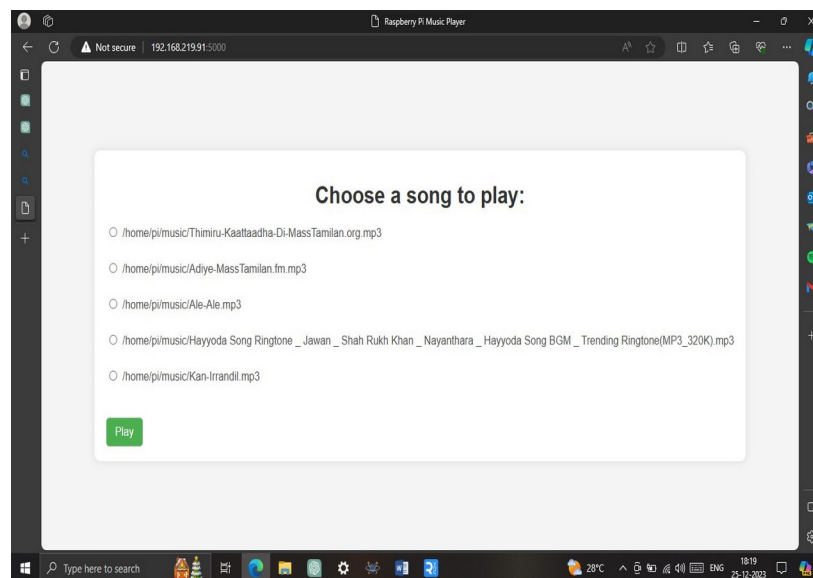 Raspberry Pi Music Player
Not secure | 192.168.219.91:5000
Choose a song to play:
/home/pi/music/Thimiru-Kaattaadha-Di-MassTamilan.org.mp3
/home/pi/music/Adiye-MassTamilan.fm.mp3
/home/pi/music/Ale-Ale.mp3
/home/pi/music/Hayyoda Song Ringtone _ Jawan _ Shah Rukh Khan _ Nayanthara _ Hayyoda Song BGM _ Trending Ringtone(MP3_320K).mp3
/home/pi/music/Kan-Irrandil.mp3
Play
Type here to search
28°C
ENG
18:19
25-12-2023